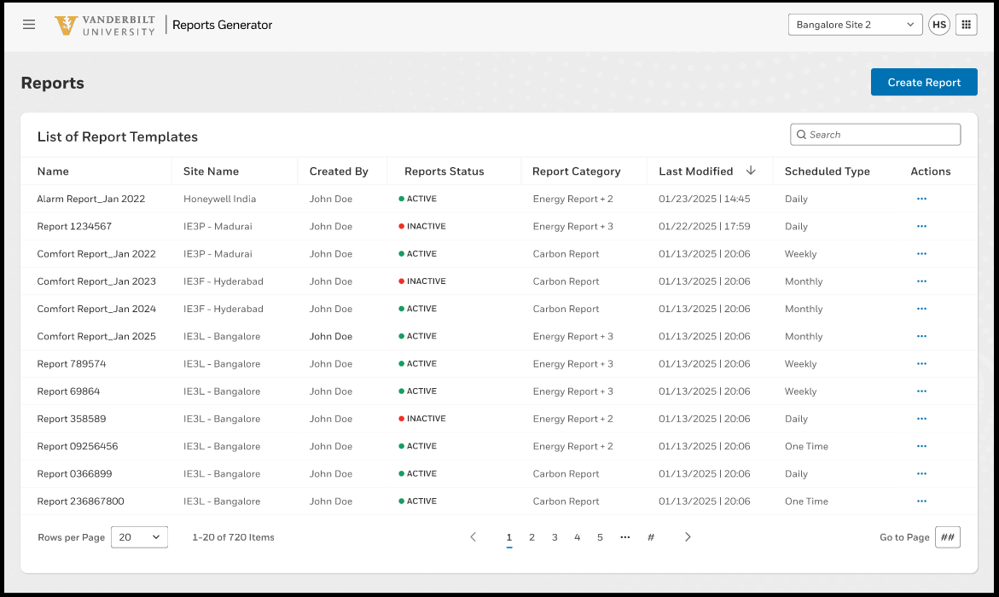 VANDERBILT
UNIVERSITY
Reports Generator
Bangalore Site 2
HS
Reports
Create Report
List of Report Templates
Search
Name Site Name Created By Reports Status Report Category Last Modified Scheduled Type Actions
Alarm Report_Jan 2022 Honeywell India John Doe ACTIVE Energy Report + 2 01/23/2025 | 14:45 Daily
Report 1234567 IE3P - Madurai John Doe INACTIVE Energy Report + 3 01/22/2025 | 17:59 Daily
Comfort Report_Jan 2022 IE3P - Madurai John Doe ACTIVE Carbon Report 01/13/2025 | 20:06 Weekly
Comfort Report_Jan 2023 IE3F - Hyderabad John Doe INACTIVE Carbon Report 01/13/2025 | 20:06 Monthly
Comfort Report_Jan 2024 IE3F - Hyderabad John Doe ACTIVE Carbon Report 01/13/2025 | 20:06 Monthly
Comfort Report_Jan 2025 IE3L - Bangalore John Doe ACTIVE Energy Report + 3 01/13/2025 | 20:06 Monthly
Report 789574 IE3L - Bangalore John Doe ACTIVE Energy Report + 3 01/13/2025 | 20:06 Weekly
Report 69864 IE3L - Bangalore John Doe ACTIVE Energy Report + 3 01/13/2025 | 20:06 Weekly
Report 358589 IE3L - Bangalore John Doe INACTIVE Energy Report + 2 01/13/2025 | 20:06 Daily
Report 09256456 IE3L - Bangalore John Doe ACTIVE Energy Report + 2 01/13/2025 | 20:06 One Time
Report 0366899 IE3L - Bangalore John Doe ACTIVE Carbon Report 01/13/2025 | 20:06 Daily
Report 236867800 IE3L - Bangalore John Doe ACTIVE Carbon Report 01/13/2025 | 20:06 One Time
Rows per Page 20 1-20 of 720 Items 1 2 3 4 5 ••• # Go to Page ##